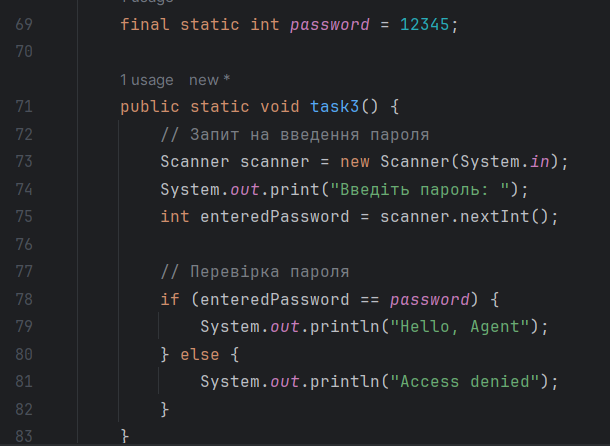 1 usage
69 final static int password = 12345;
70
1 usage new *
71 public static void task3() {
72 // Запит на введення пароля
73 Scanner scanner = new Scanner(System.in);
74 System.out.print("Введіть пароль: ");
75 int enteredPassword = scanner.nextInt();
76
77 // Перевірка пароля
78 if (enteredPassword == password) {
79 System.out.println("Hello, Agent");
80 } else {
81 System.out.println("Access denied");
82 }
83 }